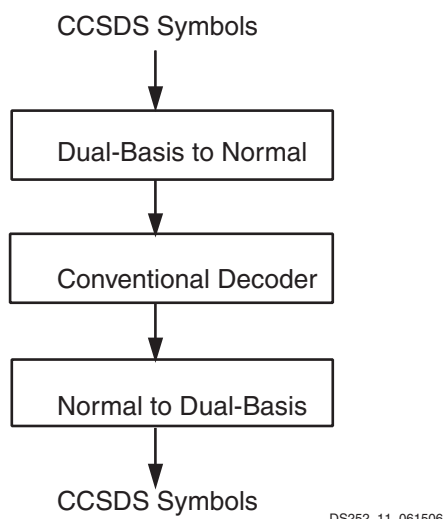 CCSDS Symbols
Dual-Basis to Normal
Conventional Decoder
Normal to Dual-Basis
CCSDS Symbols
DS252_11_061506